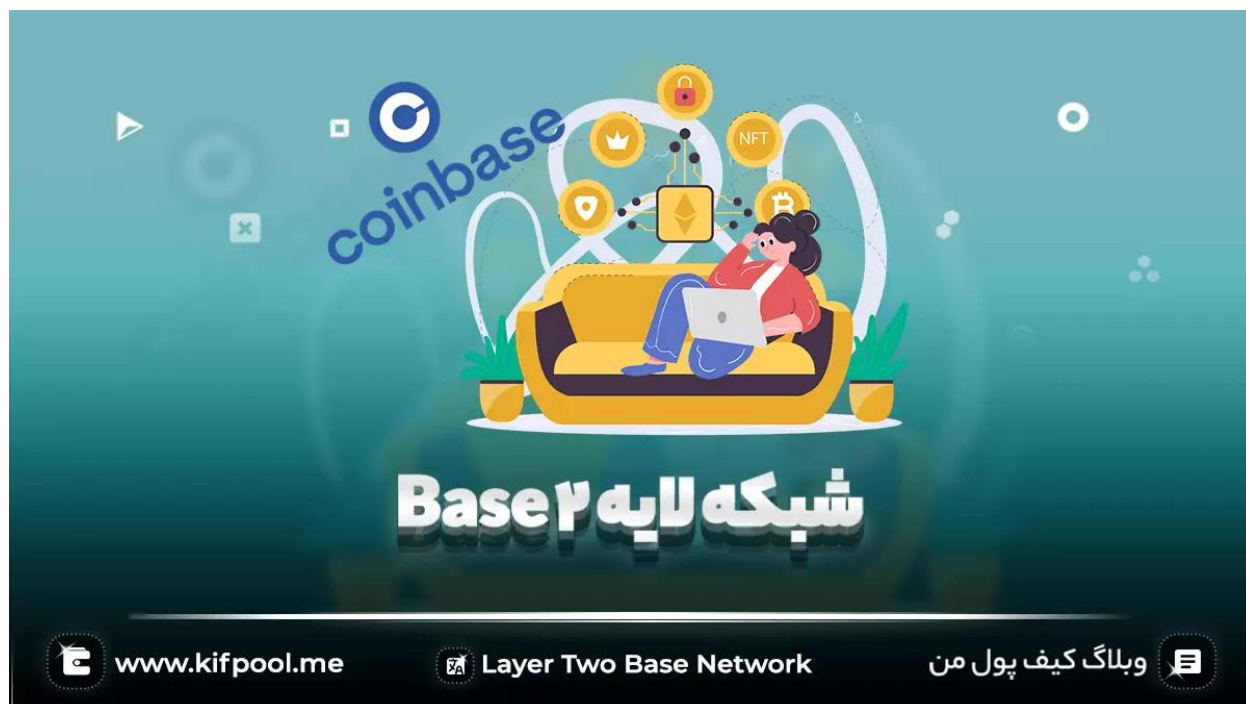 coinbase
NFT
شبکه لایه ۲ Base
www.kifpool.me
Layer Two Base Network
وبلاگ کیف پول من